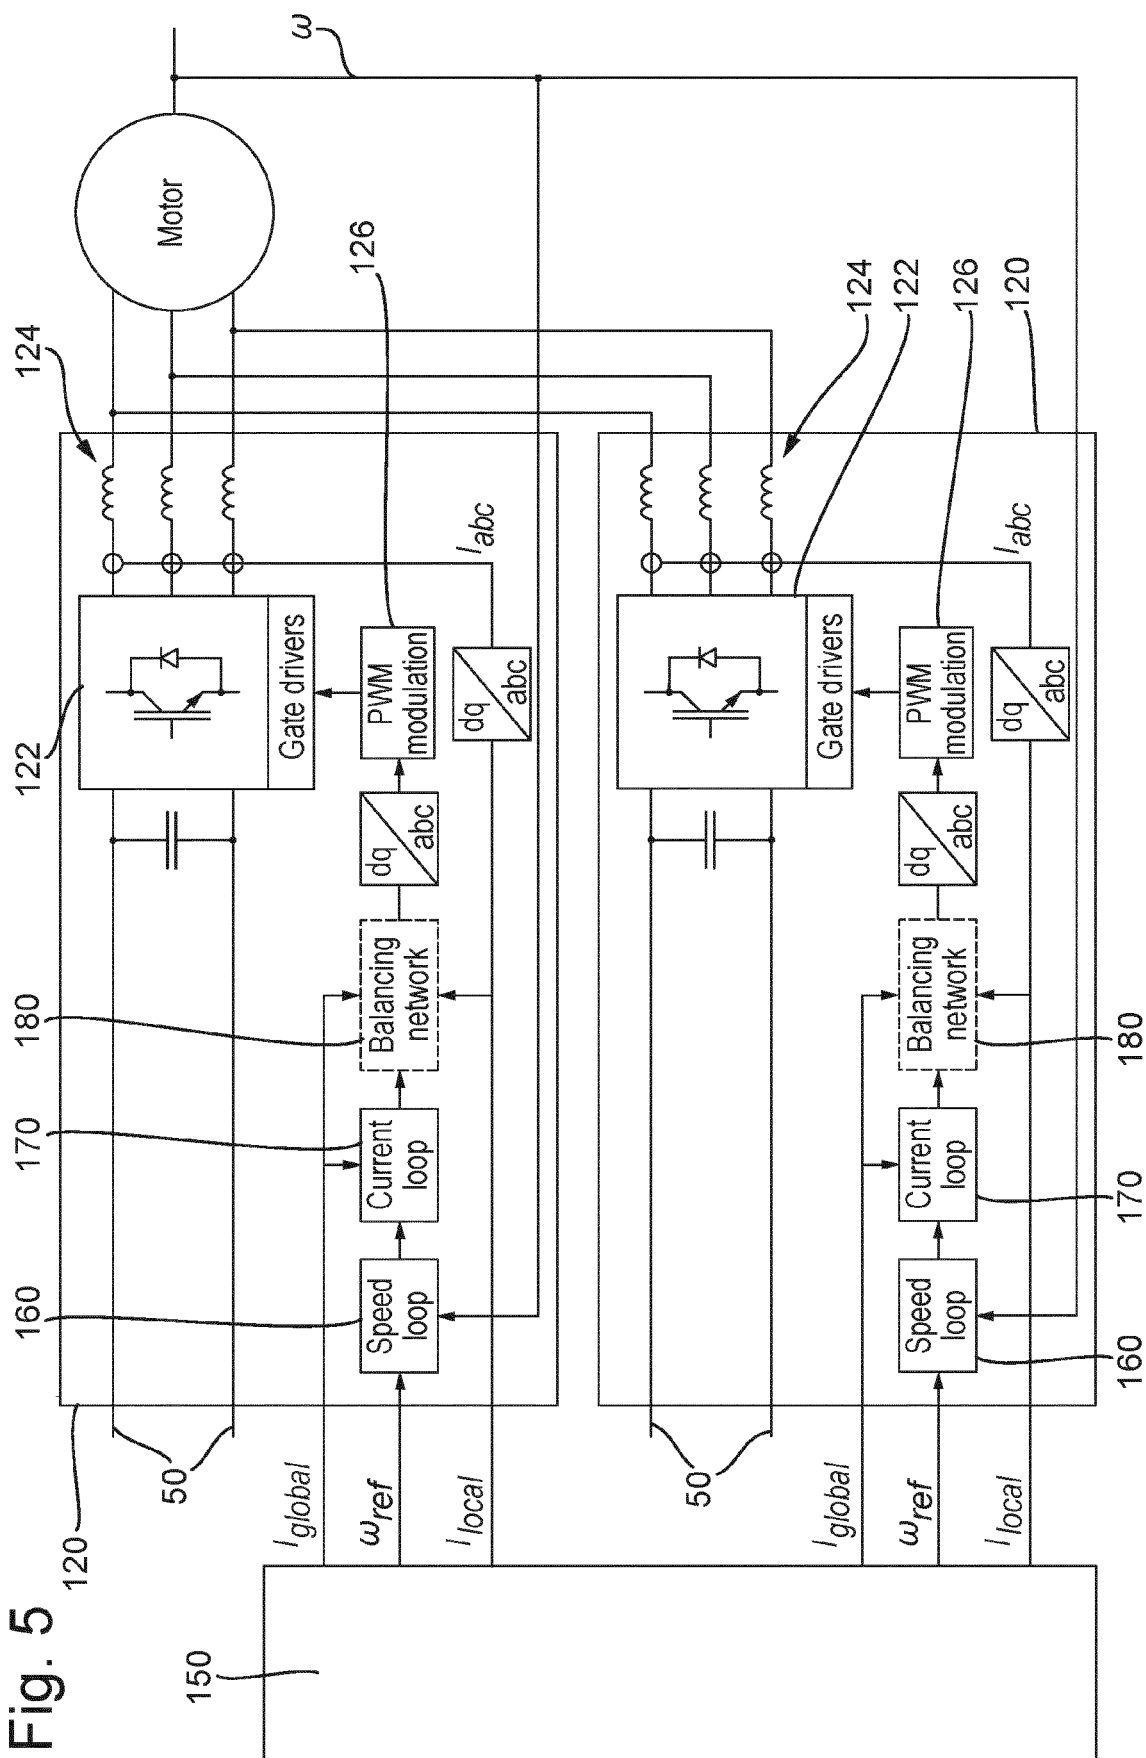 Fig. 5
120
122
124
Motor
ω
50
Gate drivers
126
PWM
modulation
dq
abc
dq
abc
I_abc
180
Balancing
network
170
Current
loop
160
Speed
loop
I_global
ω_ref
I_local
150
50
Gate drivers
PWM
modulation
dq
abc
dq
abc
I_abc
Balancing
network
Current
loop
Speed
loop
124
122
126
120
180
170
160
I_global
ω_ref
I_local